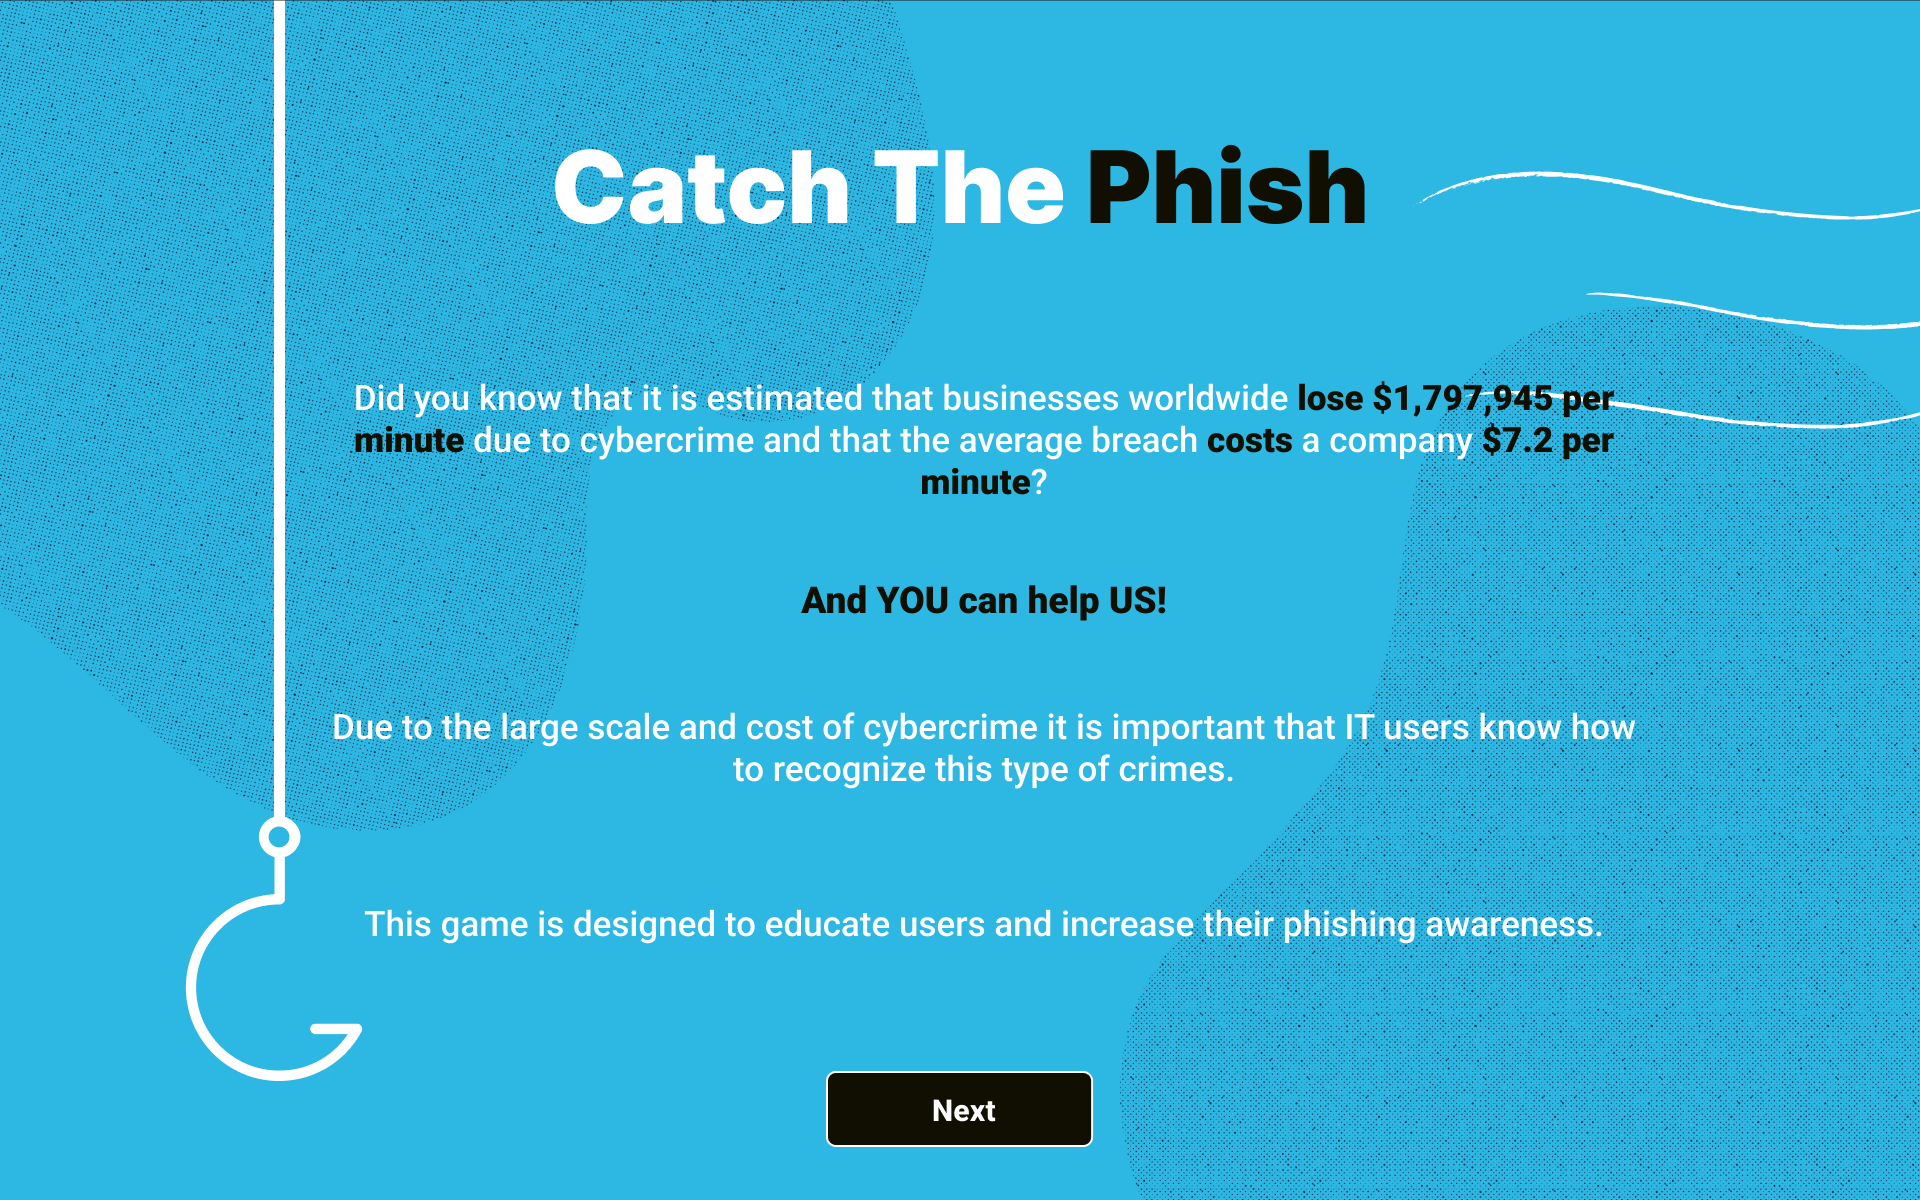 Catch The Phish
Did you know that it is estimated that businesses worldwide lose $1,797,945 per
minute due to cybercrime and that the average breach costs a company $7.2 per
minute?
And YOU can help US!
Due to the large scale and cost of cybercrime it is important that IT users know how
to recognize this type of crimes.
This game is designed to educate users and increase their phishing awareness.
Next